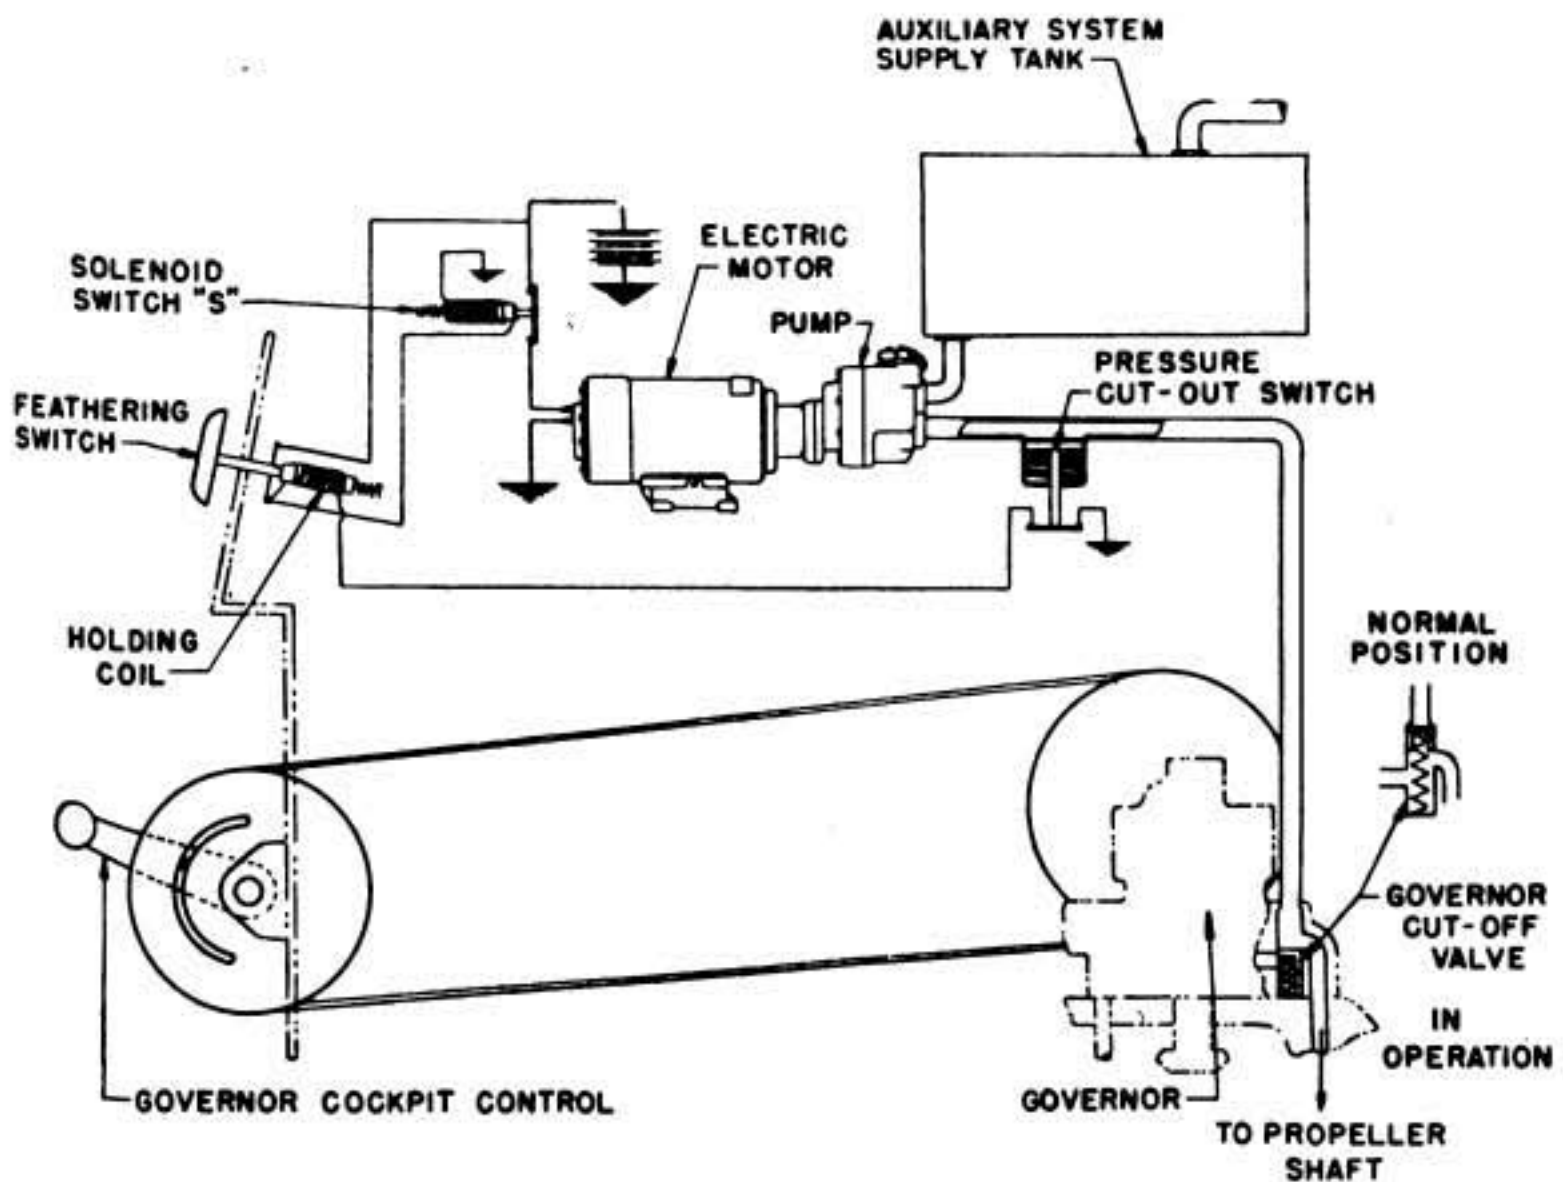 AUXILIARY SYSTEM
SUPPLY TANK
ELECTRIC
MOTOR
SOLENOID
SWITCH "S"
PUMP
PRESSURE
CUT-OUT SWITCH
FEATHERING
SWITCH
HOLDING
COIL
NORMAL
POSITION
GOVERNOR
CUT-OFF
VALVE
IN
OPERATION
GOVERNOR COCKPIT CONTROL
GOVERNOR
TO PROPELLER
SHAFT